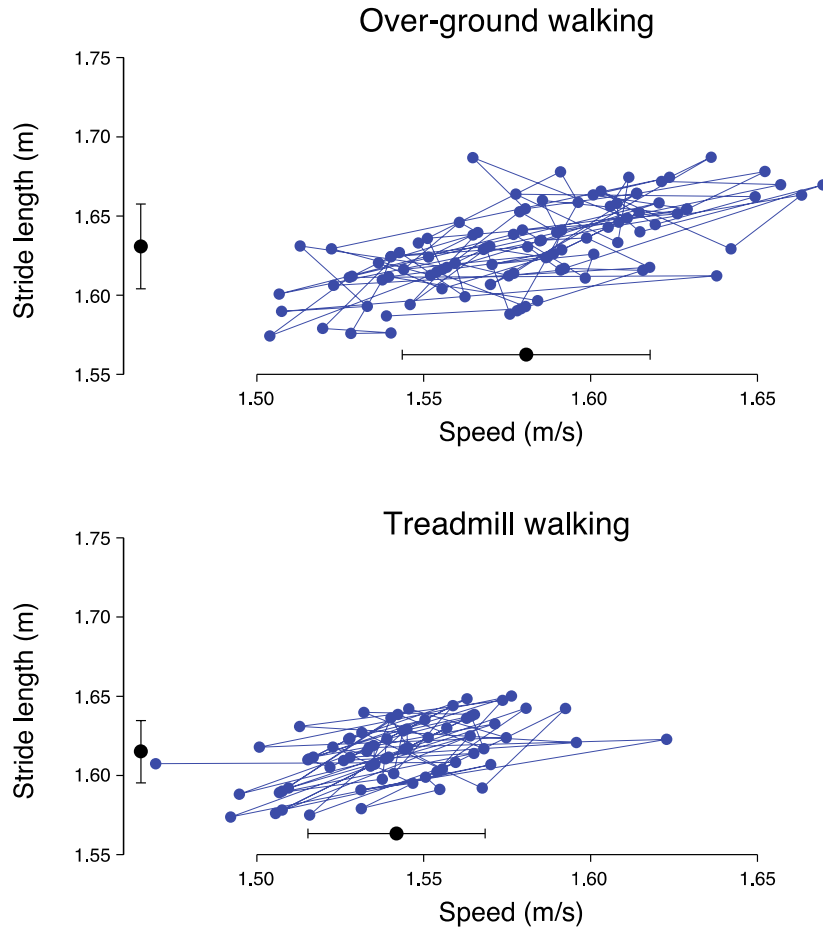 Over-ground walking
1.75
1.70
1.65
1.60
1.55
Stride length (m)
1.50 1.55 1.60 1.65
Speed (m/s)
Treadmill walking
1.75
1.70
1.65
1.60
1.55
Stride length (m)
1.50 1.55 1.60 1.65
Speed (m/s)